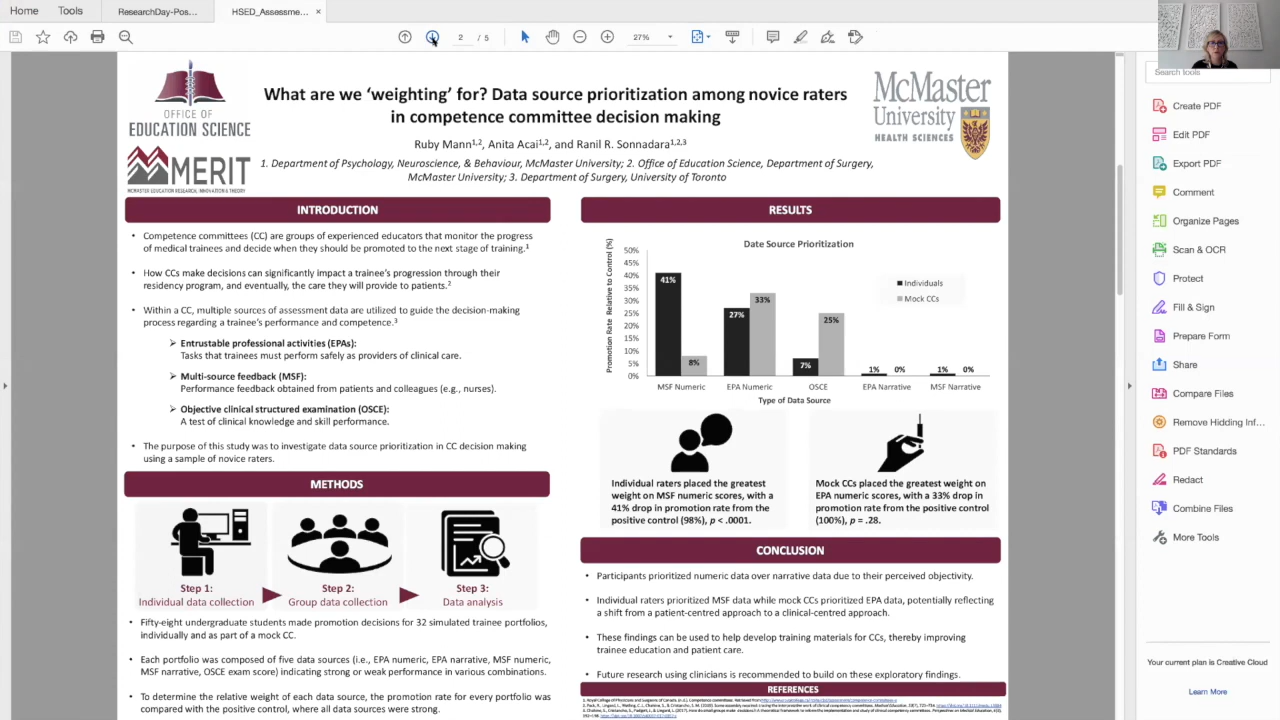 Home
Tools
ResearchDay-Pos...
HSED_Assessme...
×
2 / 5
27%
Search tools
Create PDF
Edit PDF
Export PDF
Comment
Organize Pages
Scan & OCR
Protect
Fill & Sign
Prepare Form
Share
Compare Files
Remove Hidding Inf...
PDF Standards
Redact
Combine Files
More Tools
Your current plan is Creative Cloud
Learn More
OFFICE OF
EDUCATION SCIENCE
MERIT
McMASTER EDUCATION RESEARCH, INNOVATION & THEORY
What are we ‘weighting’ for? Data source prioritization among novice raters
in competence committee decision making
Ruby Mann1,2, Anita Acai1,2, and Ranil R. Sonnadara1,2,3
1. Department of Psychology, Neuroscience, & Behaviour, McMaster University; 2. Office of Education Science, Department of Surgery,
McMaster University; 3. Department of Surgery, University of Toronto
McMaster
University
HEALTH SCIENCES
INTRODUCTION
• Competence committees (CC) are groups of experienced educators that monitor the progress
of medical trainees and decide when they should be promoted to the next stage of training.1
• How CCs make decisions can significantly impact a trainee’s progression through their
residency program, and eventually, the care they will provide to patients.2
• Within a CC, multiple sources of assessment data are utilized to guide the decision-making
process regarding a trainee’s performance and competence.3
➢ Entrustable professional activities (EPAs):
Tasks that trainees must perform safely as providers of clinical care.
➢ Multi-source feedback (MSF):
Performance feedback obtained from patients and colleagues (e.g., nurses).
➢ Objective clinical structured examination (OSCE):
A test of clinical knowledge and skill performance.
• The purpose of this study was to investigate data source prioritization in CC decision making
using a sample of novice raters.
METHODS
Step 1:
Individual data collection
Step 2:
Group data collection
Step 3:
Data analysis
• Fifty-eight undergraduate students made promotion decisions for 32 simulated trainee portfolios,
individually and as part of a mock CC.
• Each portfolio was composed of five data sources (i.e., EPA numeric, EPA narrative, MSF numeric,
MSF narrative, OSCE exam score) indicating strong or weak performance in various combinations.
• To determine the relative weight of each data source, the promotion rate for every portfolio was
compared with the positive control, where all data sources were strong.
RESULTS
Date Source Prioritization
Promotion Rate Relative to Control (%)
50%
45%
40%
35%
30%
25%
20%
15%
10%
5%
0%
41%
8%
27%
33%
7%
25%
1%
0%
1%
0%
Individuals
Mock CCs
MSF Numeric
EPA Numeric
OSCE
EPA Narrative
MSF Narrative
Type of Data Source
Individual raters placed the greatest
weight on MSF numeric scores, with a
41% drop in promotion rate from the
positive control (98%), p < .0001.
Mock CCs placed the greatest weight on
EPA numeric scores, with a 33% drop in
promotion rate from the positive control
(100%), p = .28.
CONCLUSION
• Participants prioritized numeric data over narrative data due to their perceived objectivity.
• Individual raters prioritized MSF data while mock CCs prioritized EPA data, potentially reflecting
a shift from a patient-centred approach to a clinical-centred approach.
• These findings can be used to help develop training materials for CCs, thereby improving
trainee education and patient care.
• Future research using clinicians is recommended to build on these exploratory findings.
REFERENCES